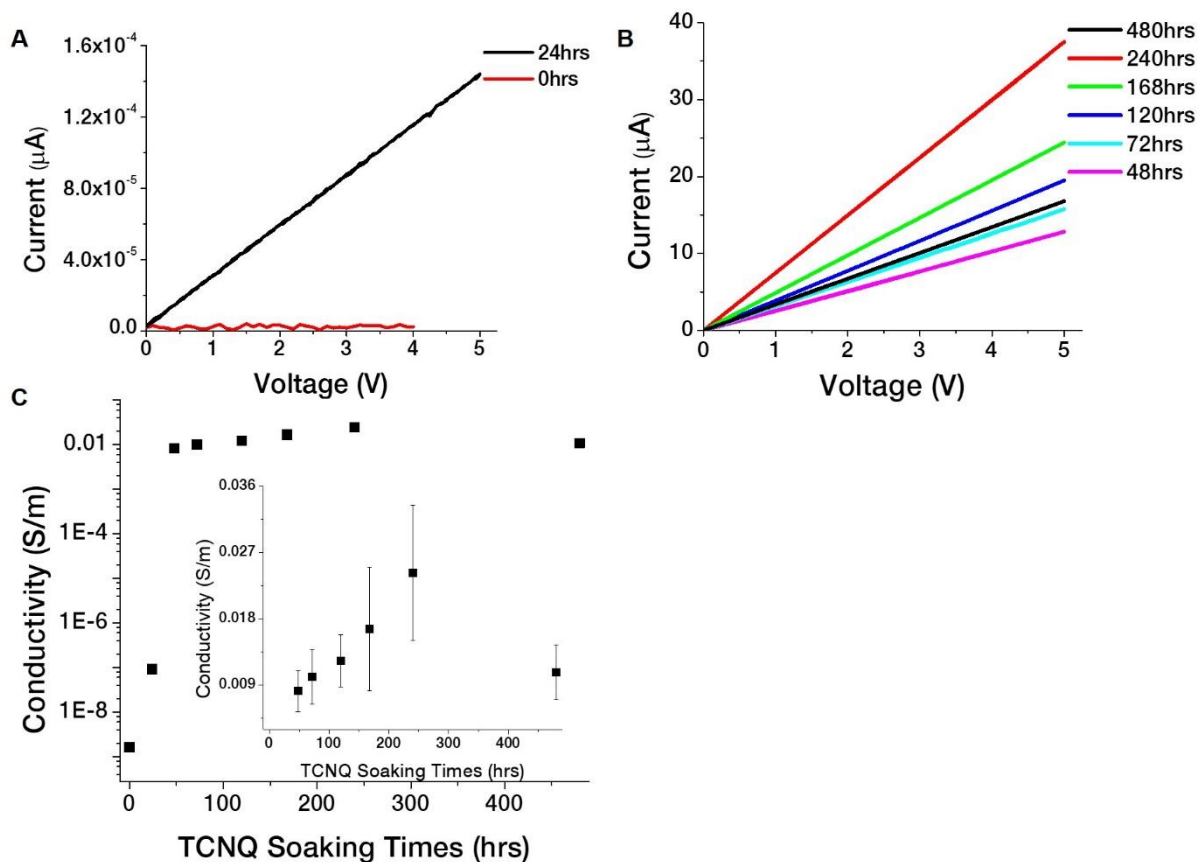 A
1.6x10-4
1.2x10-4
8.0x10-5
4.0x10-5
0.0
Current (μA)
0 1 2 3 4 5
Voltage (V)
24hrs
0hrs
B
40
30
20
10
0
Current (μA)
0 1 2 3 4 5
Voltage (V)
480hrs
240hrs
168hrs
120hrs
72hrs
48hrs
C
0.01
1E-4
1E-6
1E-8
Conductivity (S/m)
0 100 200 300 400 500
TCNQ Soaking Times (hrs)
0.036
0.027
0.018
0.009
Conductivity (S/m)
0 100 200 300 400
TCNQ Soaking Times (hrs)